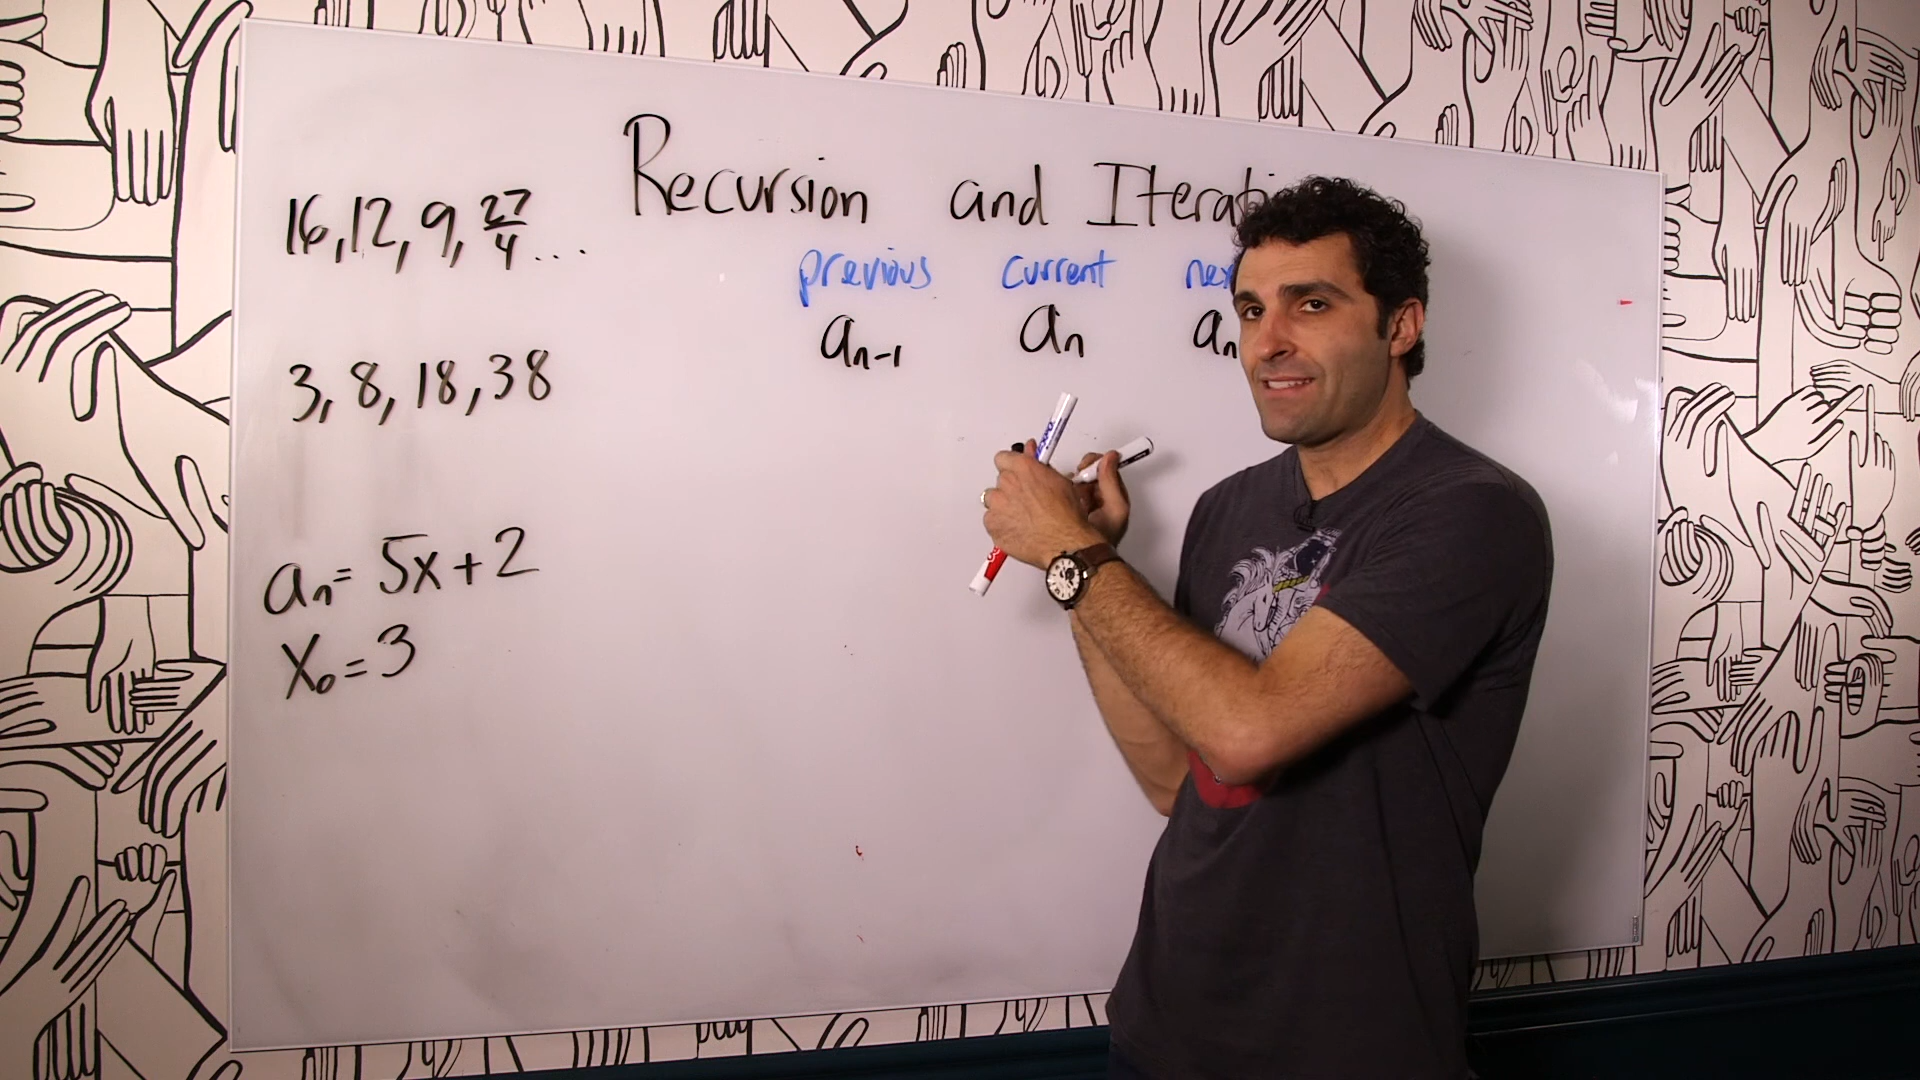 Recursion and Iterati
16, 12, 9, 27/4 ...
previous current nex
aₙ₋₁ aₙ aₙ
3, 8, 18, 38
aₙ = 5x + 2
x₀ = 3